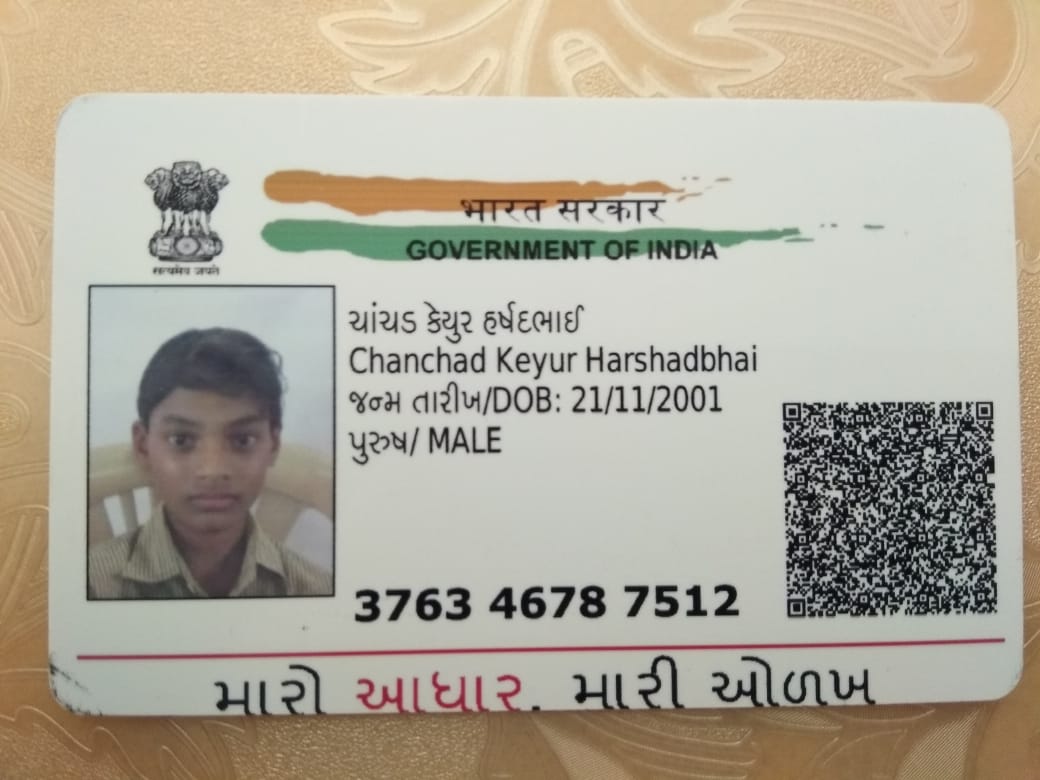 भारत सरकार
GOVERNMENT OF INDIA
सत्यमेव जयते
ચાંચડ કેયુર હર્ષદભાઈ
Chanchad Keyur Harshadbhai
જન્મ તારીખ/DOB: 21/11/2001
પુરુષ/ MALE
3763 4678 7512
મારો આધાર, મારી ઓળખ